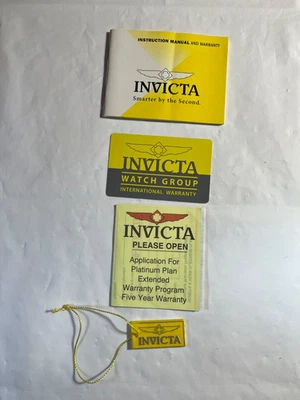 INSTRUCTION MANUAL AND WARRANTY
INVICTA
Smarter by the Second.
INVICTA
WATCH GROUP
INTERNATIONAL WARRANTY
INVICTA
PLEASE OPEN
Application For
Platinum Plan
Extended
Warranty Program
Five Year Warranty
INVICTA